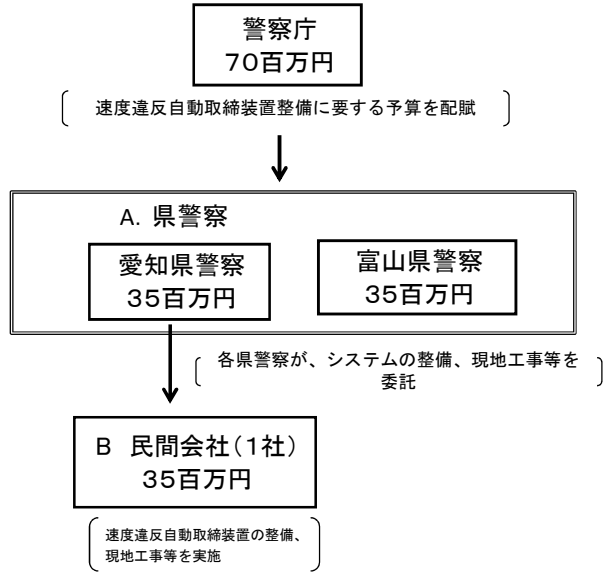 警察庁
70百万円
速度違反自動取締装置整備に要する予算を配賦
A. 県警察
愛知県警察
35百万円
富山県警察
35百万円
各県警察が、システムの整備、現地工事等を
委託
B 民間会社(1社)
35百万円
速度違反自動取締装置の整備、
現地工事等を実施